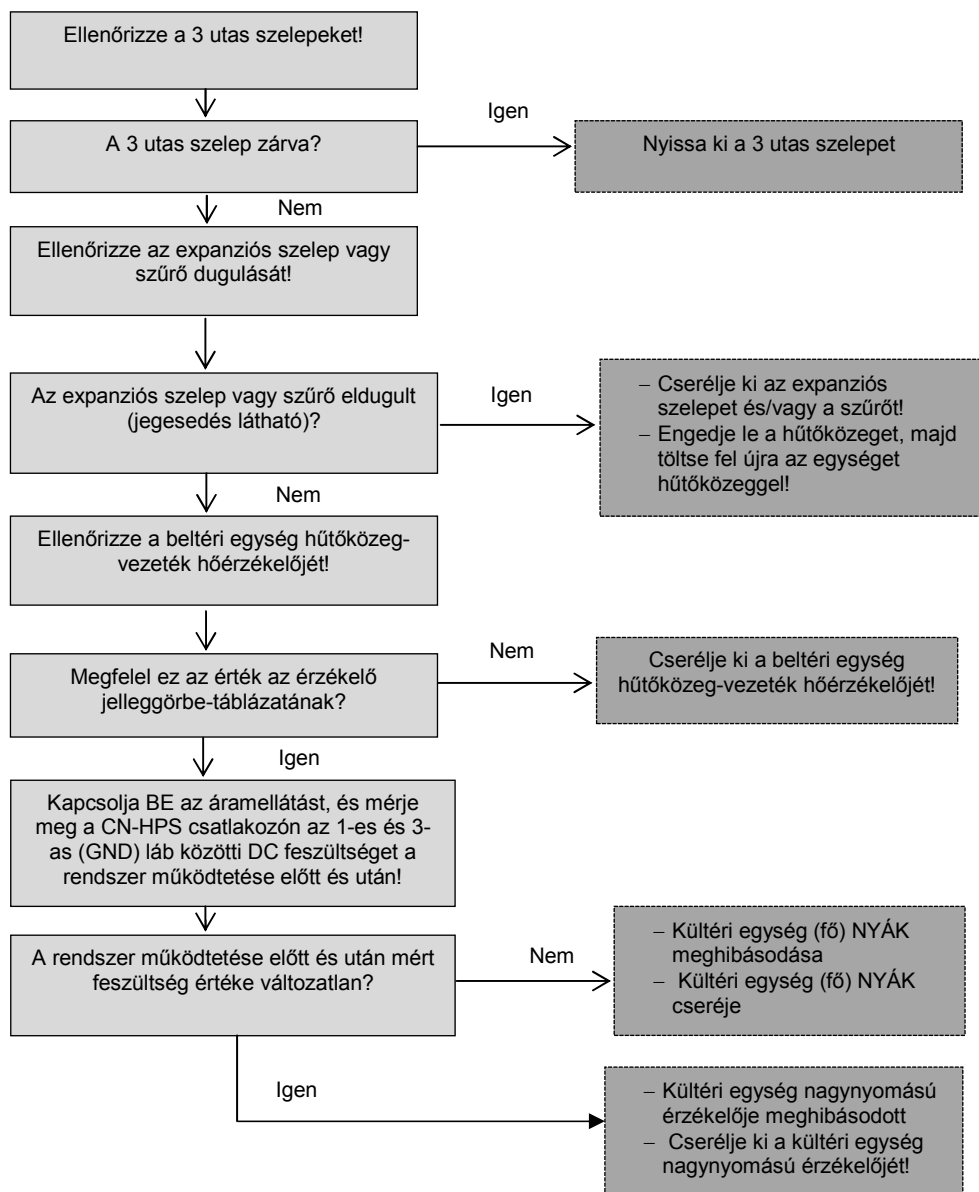 Ellenőrizze a 3 utas szelepeket!
Igen
A 3 utas szelep zárva?
Nyissa ki a 3 utas szelepet
Nem
Ellenőrizze az expanziós szelep vagy
szűrő dugulását!
Az expanziós szelep vagy szűrő eldugult
(jegesedés látható)?
Igen
– Cserélje ki az expanziós
szelepet és/vagy a szűrőt!
– Engedje le a hűtőközeget, majd
töltse fel újra az egységet
hűtőközeggel!
Nem
Ellenőrizze a beltéri egység hűtőközeg-
vezeték hőérzékelőjét!
Megfelel ez az érték az érzékelő
jelleggörbe-táblázatának?
Nem
Cserélje ki a beltéri egység
hűtőközeg-vezeték hőérzékelőjét!
Igen
Kapcsolja BE az áramellátást, és mérje
meg a CN-HPS csatlakozón az 1-es és 3-
as (GND) láb közötti DC feszültséget a
rendszer működtetése előtt és után!
A rendszer működtetése előtt és után mért
feszültség értéke változatlan?
Nem
– Kültéri egység (fő) NYÁK
meghibásodása
– Kültéri egység (fő) NYÁK
cseréje
Igen
– Kültéri egység nagynyomású
érzékelője meghibásodott
– Cserélje ki a kültéri egység
nagynyomású érzékelőjét!